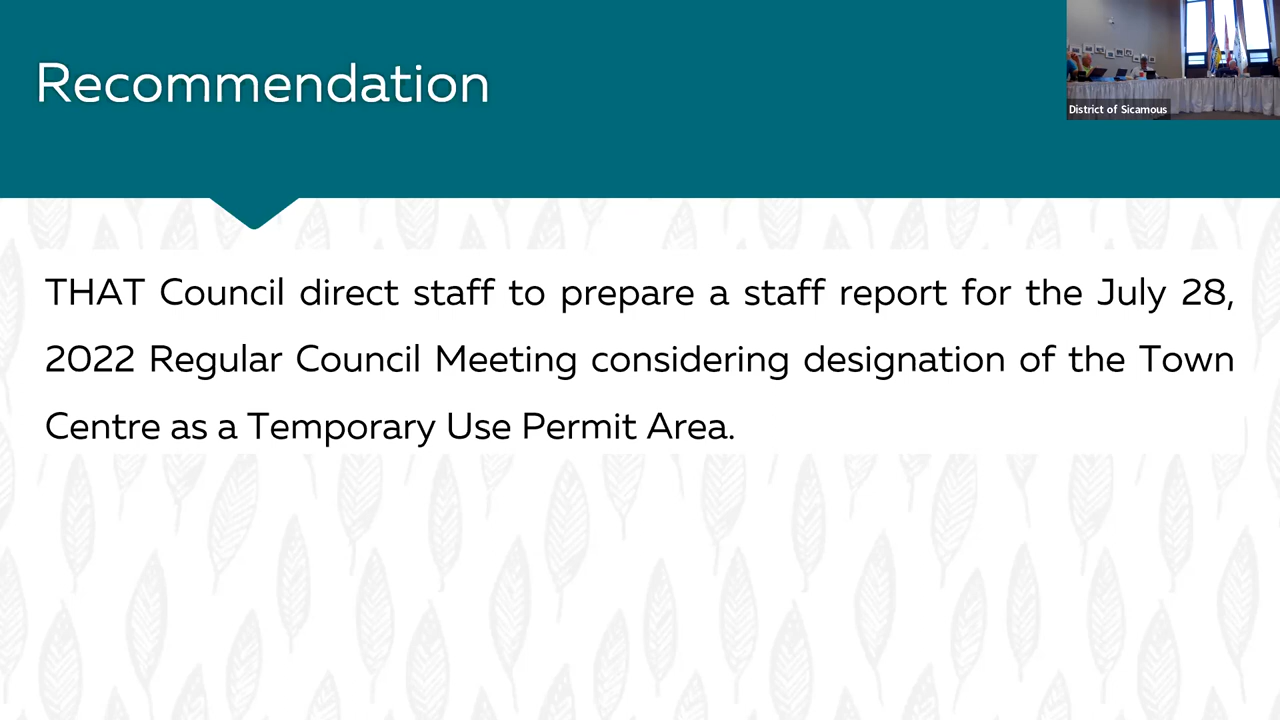 Recommendation
District of Sicamous
THAT Council direct staff to prepare a staff report for the July 28,
2022 Regular Council Meeting considering designation of the Town
Centre as a Temporary Use Permit Area.